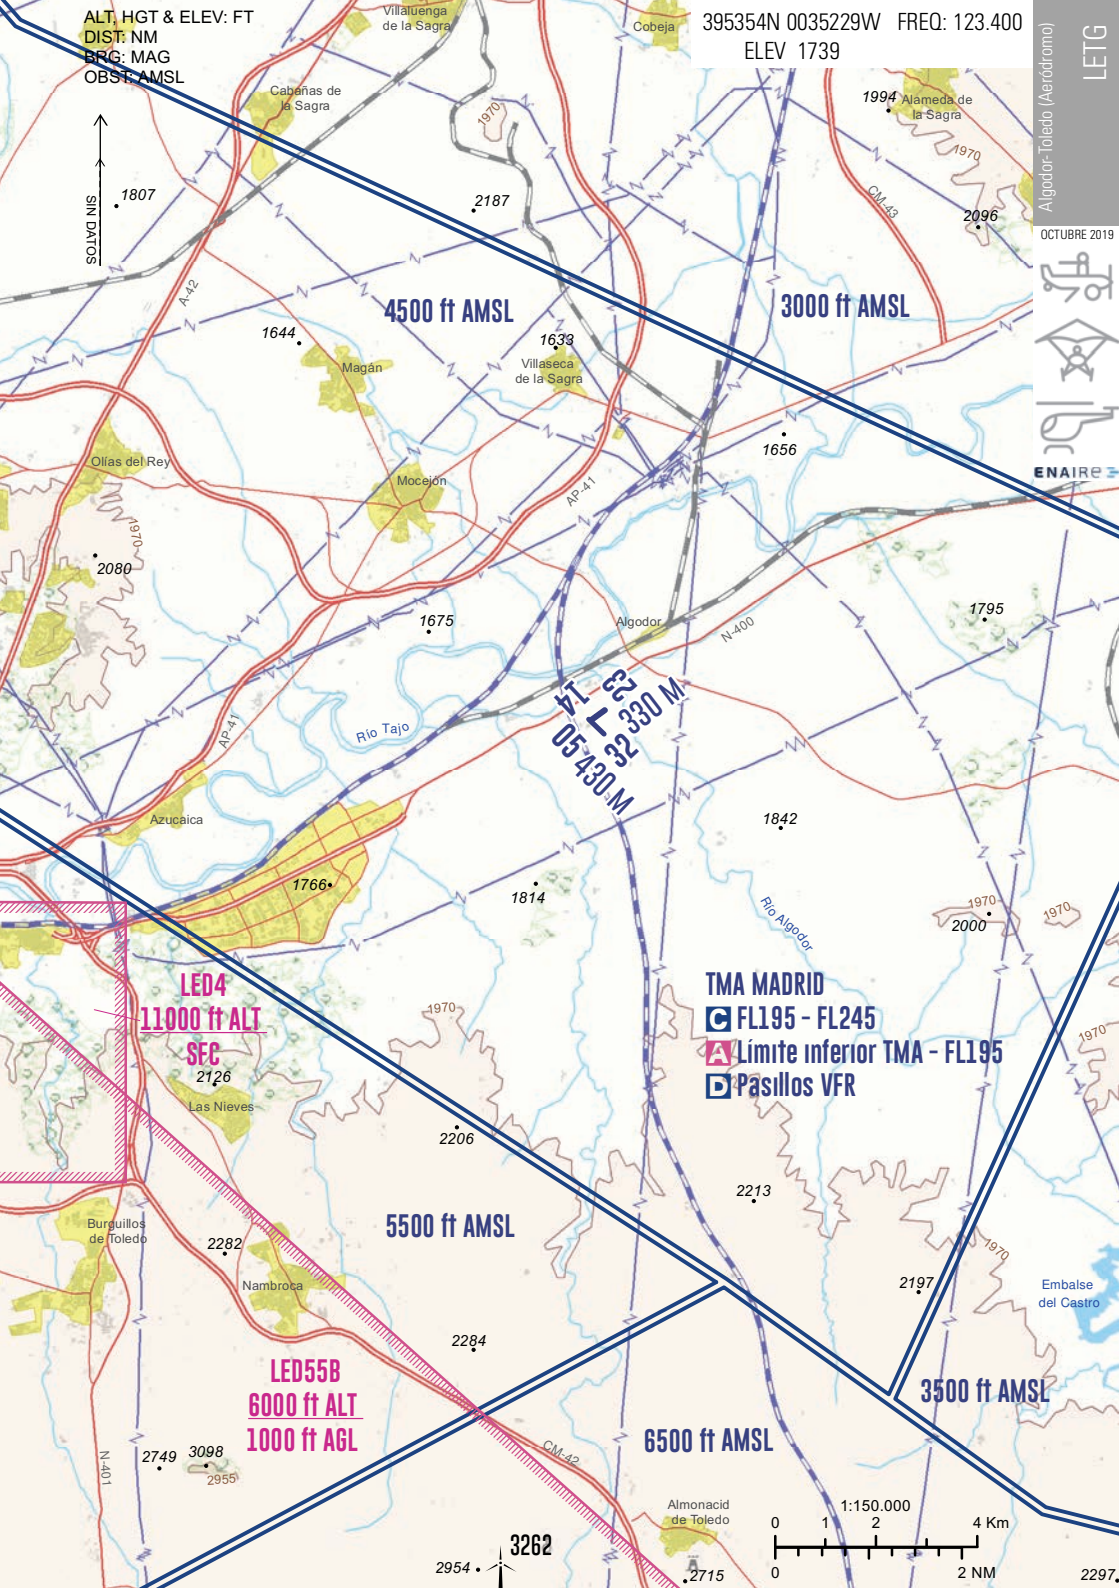 ALT, HGT & ELEV: FT
DIST: NM
BRG: MAG
OBST: AMSL
395354N 0035229W FREQ: 123.400
ELEV 1739
LETG
Algodor-Toledo (Aeródromo)
OCTUBRE 2019
ENAIRe
SIN DATOS
Villaluenga
de la Sagra
Cobeja
Cabañas de
la Sagra
1970
1994
Alameda de
la Sagra
1970
CM-43
2096
1807
2187
A-42
4500 ft AMSL
3000 ft AMSL
1644
1633
Magán
Villaseca
de la Sagra
1656
Olías del Rey
Mocejón
AP-41
1970
2080
1675
Algodor
N-400
1795
14
23
330 M
L
32
05
430 M
AP-41
Río Tajo
Azucaica
1842
1766
1814
Río Algodor
1970
2000
1970
LED4
11000 ft ALT
SFC
2126
Las Nieves
1970
TMA MADRID
C FL195 - FL245
A Límite inferior TMA - FL195
D Pasillos VFR
1970
2206
2213
Burguillos
de Toledo
5500 ft AMSL
2282
Nambroca
1970
2197
Embalse
del Castro
2284
LED55B
6000 ft ALT
1000 ft AGL
3500 ft AMSL
6500 ft AMSL
CM-42
N-401
2749
3098
2955
Almonacid
de Toledo
1:150.000
0 1 2 4 Km
0 2 NM
3262
2954
2715
2297